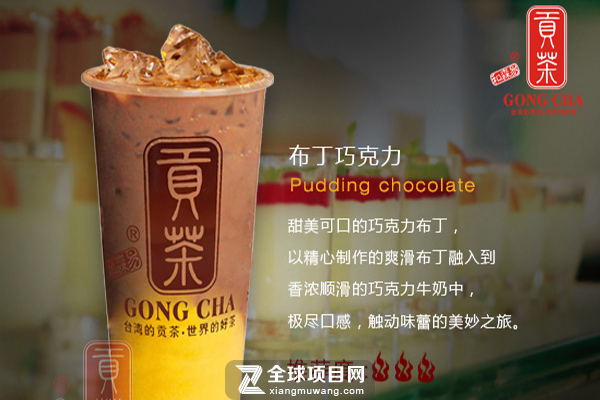 貢茶
GONG CHA
布丁巧克力
Pudding chocolate
甜美可口的巧克力布丁，
以精心制作的爽滑布丁融入到
香浓顺滑的巧克力牛奶中，
极尽口感，触动味蕾的美妙之旅。
貢茶
®
GONG CHA
台湾的贡茶·世界的好茶
貢茶
全球项目网
xiangmuwang.com